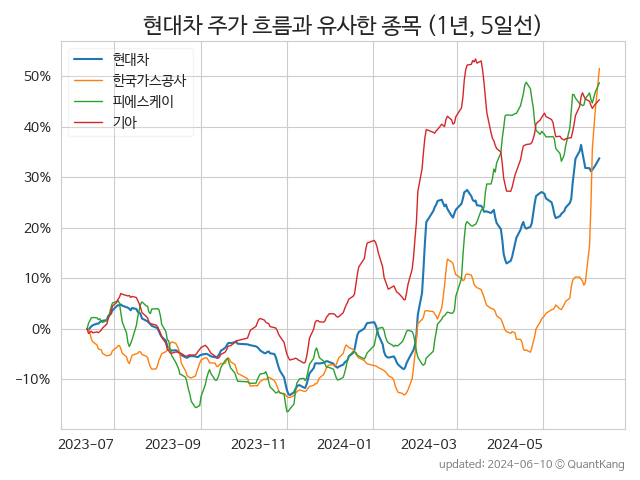 현대차 주가 흐름과 유사한 종목 (1년, 5일선)
현대차
한국가스공사
피에스케이
기아
50%
40%
30%
20%
10%
0%
−10%
2023-07 2023-09 2023-11 2024-01 2024-03 2024-05
updated: 2024-06-10 © QuantKang